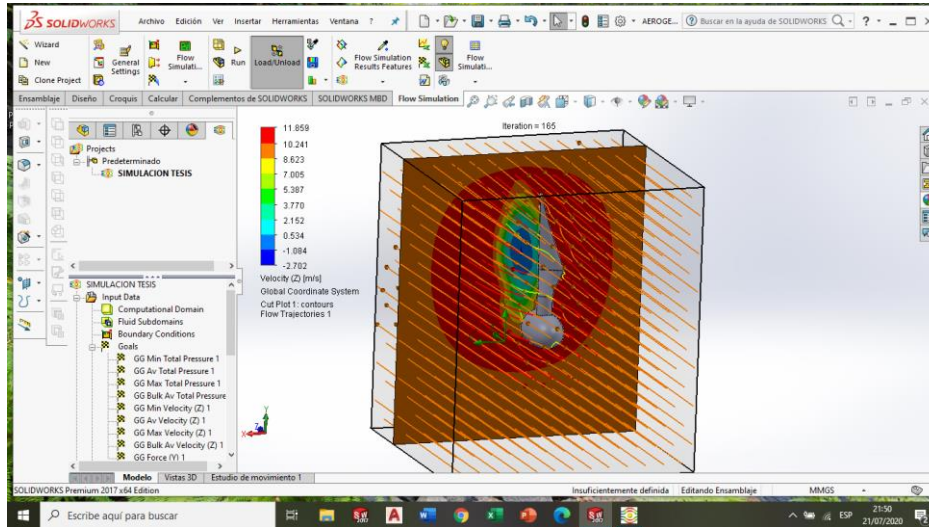 SOLIDWORKS
Archivo Edición Ver Insertar Herramientas Ventana ?
AEROGE...
Buscar en la ayuda de SOLIDWORKS
Wizard
New
Clone Project
General Settings
Flow Simulati...
Run
Load/Unload
Flow Simulation Results Features
Flow Simulati...
Ensamblaje Diseño Croquis Calcular Complementos de SOLIDWORKS SOLIDWORKS MBD Flow Simulation
Projects
Predeterminado
SIMULACION TESIS
SIMULACION TESIS
Input Data
Computational Domain
Fluid Subdomains
Boundary Conditions
Goals
GG Min Total Pressure 1
GG Av Total Pressure 1
GG Max Total Pressure 1
GG Bulk Av Total Pressure
GG Min Velocity (Z) 1
GG Av Velocity (Z) 1
GG Max Velocity (Z) 1
GG Bulk Av Velocity (Z) 1
GG Force (Y) 1
Iteration = 165
11.859
10.241
8.623
7.005
5.387
3.770
2.152
0.534
-1.084
-2.702
Velocity (Z) [m/s]
Global Coordinate System
Cut Plot 1: contours
Flow Trajectories 1
Y
X
Z
Modelo Vistas 3D Estudio de movimiento 1
SOLIDWORKS Premium 2017 x64 Edition
Insuficientemente definida Editando Ensamblaje MMGS
Escribe aquí para buscar
ESP
21:50
21/07/2020